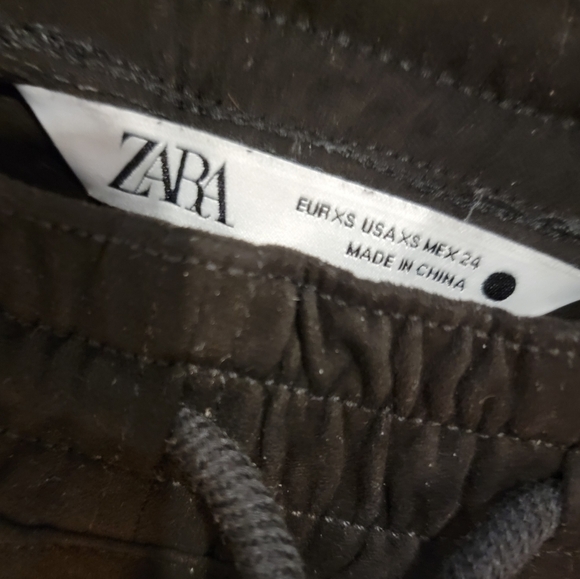 ZARA
EUR XS USA XS MEX 24
MADE IN CHINA